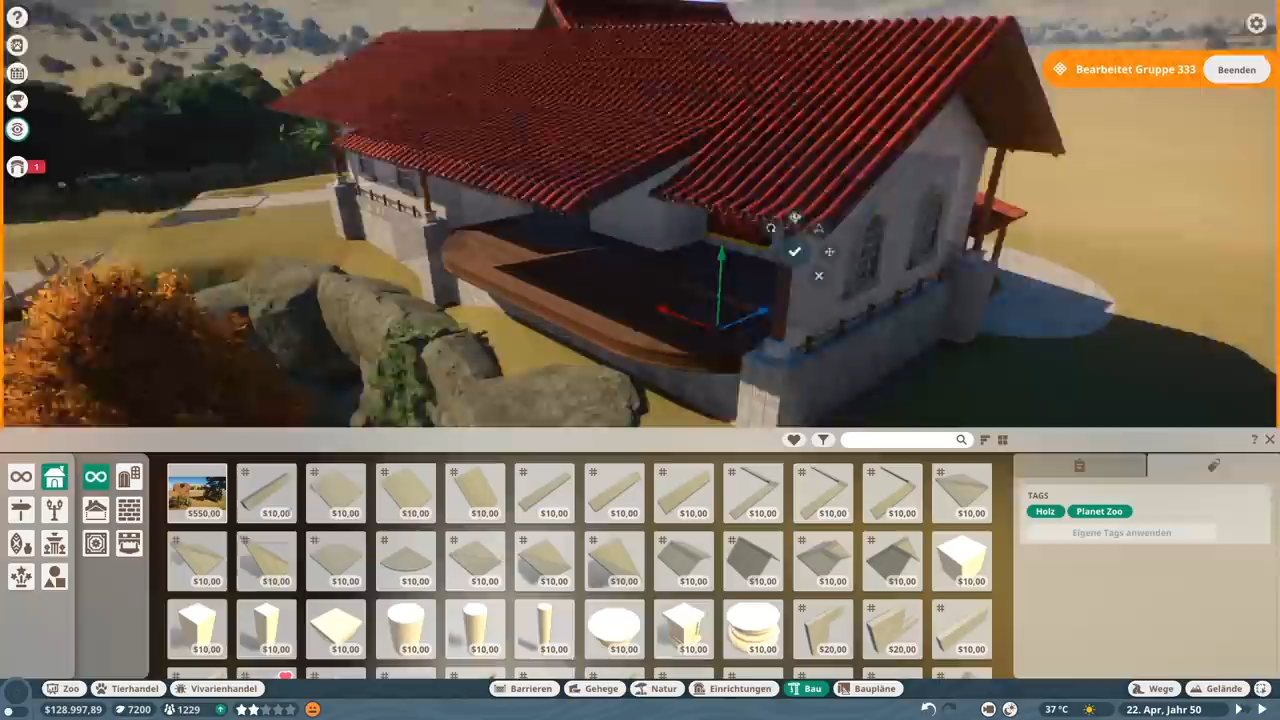 ?
Bearbeitet Gruppe 333
Beenden
1
? ×
$550,00 $10,00 $10,00 $10,00 $10,00 $10,00 $10,00 $10,00 $10,00 $10,00 $10,00 $10,00
$10,00 $10,00 $10,00 $10,00 $10,00 $10,00 $10,00 $10,00 $10,00 $10,00 $10,00 $10,00
$10,00 $10,00 $10,00 $10,00 $10,00 $10,00 $10,00 $10,00 $10,00 $20,00 $20,00 $10,00
TAGS
Holz Planet Zoo
Eigene Tags anwenden
Zoo Tierhandel Vivarienhandel Barrieren Gehege Natur Einrichtungen Bau Baupläne Wege Gelände
$128.997,89 7200 1229 37 °C 22. Apr, Jahr 50